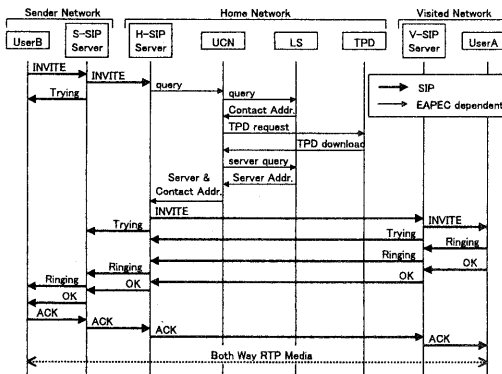 Sender Network
Home Network
Visited Network
UserB
S-SIP Server
H-SIP Server
UCN
LS
TPD
V-SIP Server
UserA
INVITE
INVITE
query
query
Trying
Contact Addr.
TPD request
TPD download
server query
Server & Contact Addr.
Server Addr.
SIP
EAPEC dependent
INVITE
INVITE
Trying
Trying
Ringing
Ringing
Ringing
OK
Ringing
OK
OK
OK
ACK
ACK
ACK
ACK
Both Way RTP Media